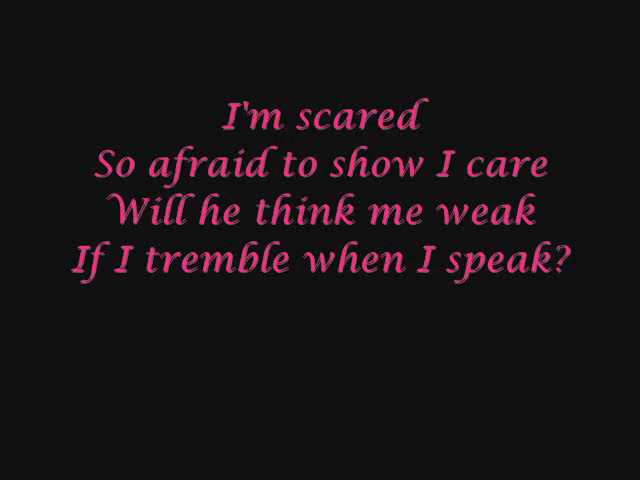 I'm scared
So afraid to show I care
Will he think me weak
If I tremble when I speak?